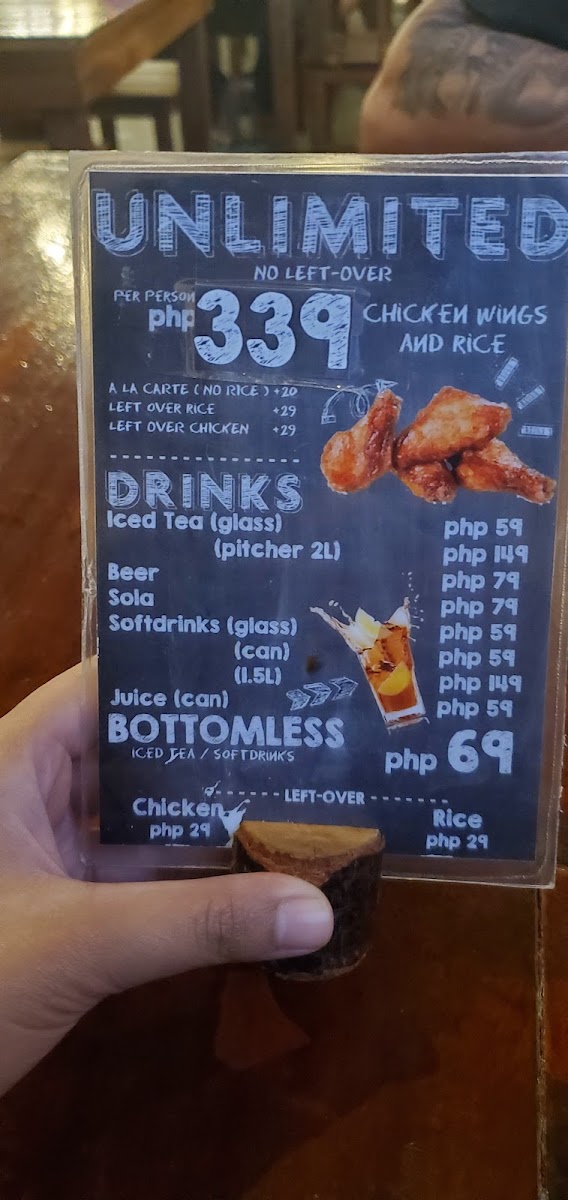 UNLIMITED
NO LEFT-OVER
PER PERSON
php 339
CHICKEN WINGS
AND RICE
A LA CARTE ( NO RICE ) +20
LEFT OVER RICE +29
LEFT OVER CHICKEN +29
DRINKS
Iced Tea (glass) php 59
(pitcher 2L) php 149
Beer php 79
Sola php 79
Softdrinks (glass) php 59
(can) php 59
(1.5L) php 149
Juice (can) php 59
BOTTOMLESS php 69
ICED TEA / SOFTDRINKS
LEFT-OVER
Chicken Rice
php 29 php 29